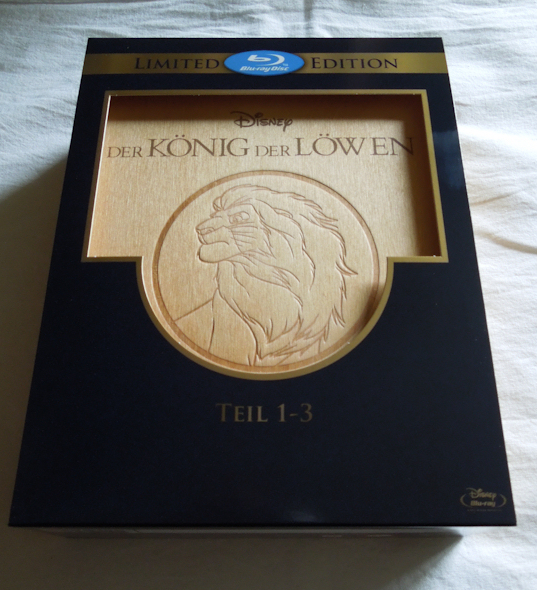 LIMITED Blu-ray Disc EDITION
DISNEY
DER KÖNIG DER LÖWEN
TEIL 1-3
Disney
Blu-ray